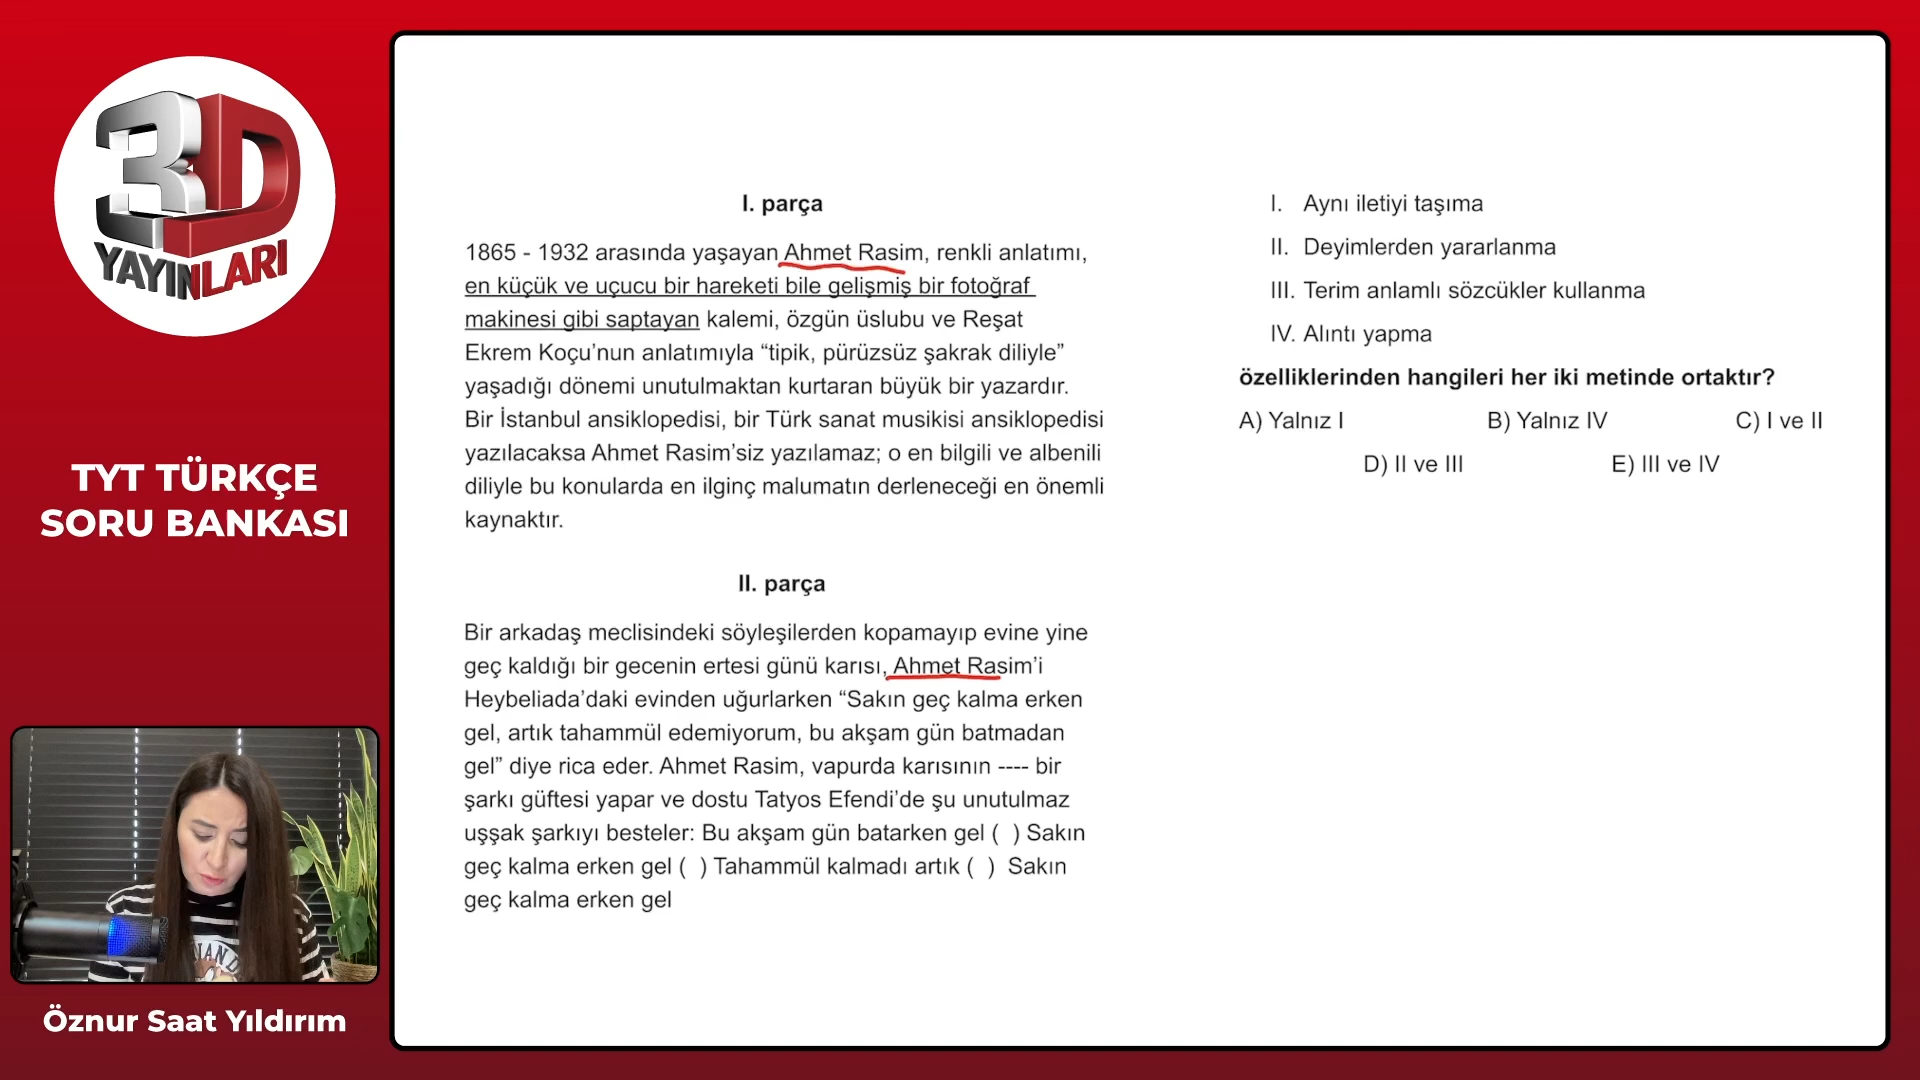 3D
YAYINLARI
TYT TÜRKÇE
SORU BANKASI
Öznur Saat Yıldırım
I. parça
1865 - 1932 arasında yaşayan Ahmet Rasim, renkli anlatımı,
en küçük ve uçucu bir hareketi bile gelişmiş bir fotoğraf
makinesi gibi saptayan kalemi, özgün üslubu ve Reşat
Ekrem Koçu’nun anlatımıyla “tipik, pürüzsüz şakrak diliyle”
yaşadığı dönemi unutulmaktan kurtaran büyük bir yazardır.
Bir İstanbul ansiklopedisi, bir Türk sanat musikisi ansiklopedisi
yazılacaksa Ahmet Rasim’siz yazılamaz; o en bilgili ve albenili
diliyle bu konularda en ilginç malumatın derleneceği en önemli
kaynaktır.
II. parça
Bir arkadaş meclisindeki söyleşilerden kopamayıp evine yine
geç kaldığı bir gecenin ertesi günü karısı, Ahmet Rasim’i
Heybeliada’daki evinden uğurlarken “Sakın geç kalma erken
gel, artık tahammül edemiyorum, bu akşam gün batmadan
gel” diye rica eder. Ahmet Rasim, vapurda karısının ---- bir
şarkı güftesi yapar ve dostu Tatyos Efendi’de şu unutulmaz
uşşak şarkıyı besteler: Bu akşam gün batarken gel (  ) Sakın
geç kalma erken gel (  ) Tahammül kalmadı artık (  ) Sakın
geç kalma erken gel
I. Aynı iletiyi taşıma
II. Deyimlerden yararlanma
III. Terim anlamlı sözcükler kullanma
IV. Alıntı yapma
özelliklerinden hangileri her iki metinde ortaktır?
A) Yalnız I B) Yalnız IV C) I ve II
D) II ve III E) III ve IV